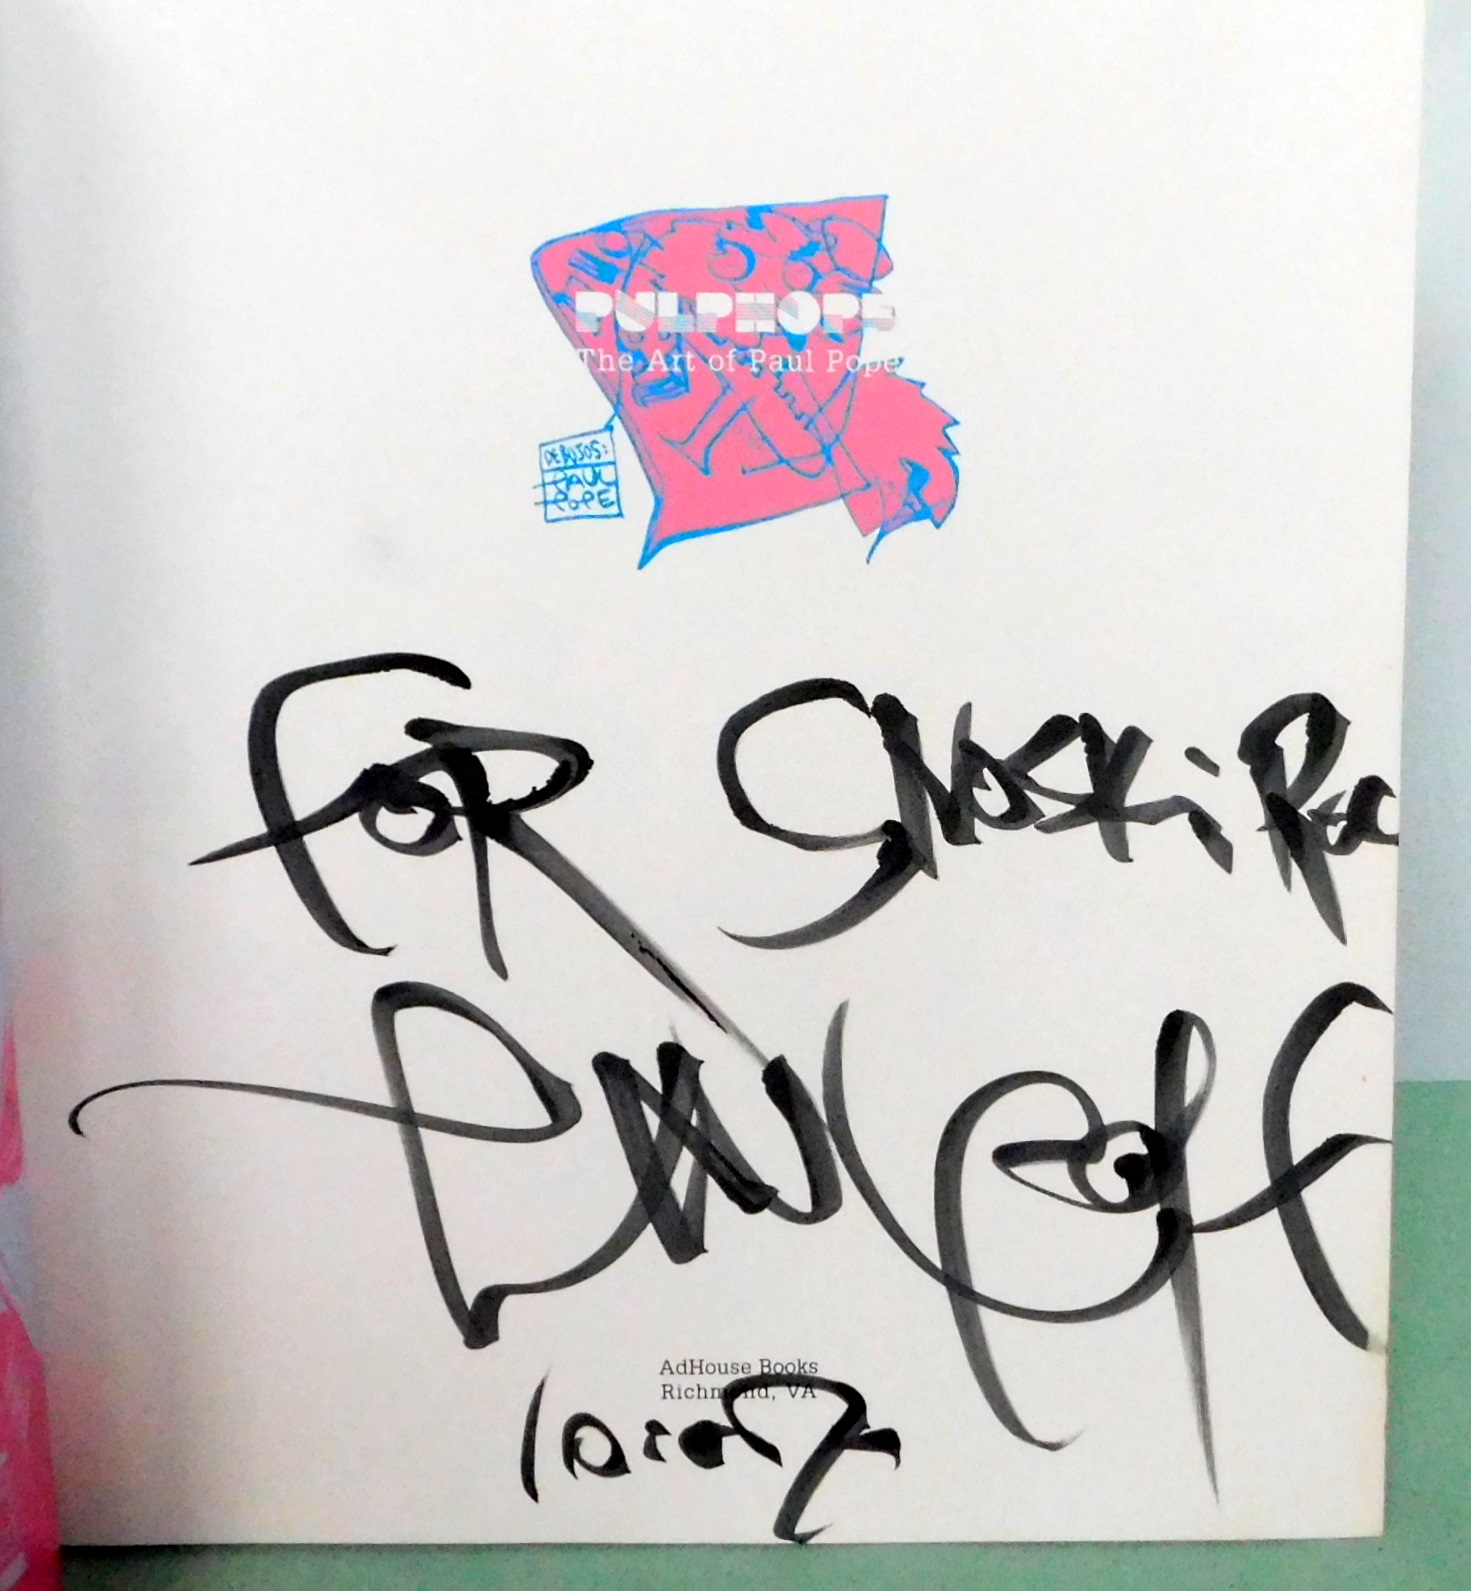 PULPHOPE
The Art of Paul Pope
DEBUJOS:
PAUL
POPE
FOR
PAUL POPE
AdHouse Books
Richmond, VA